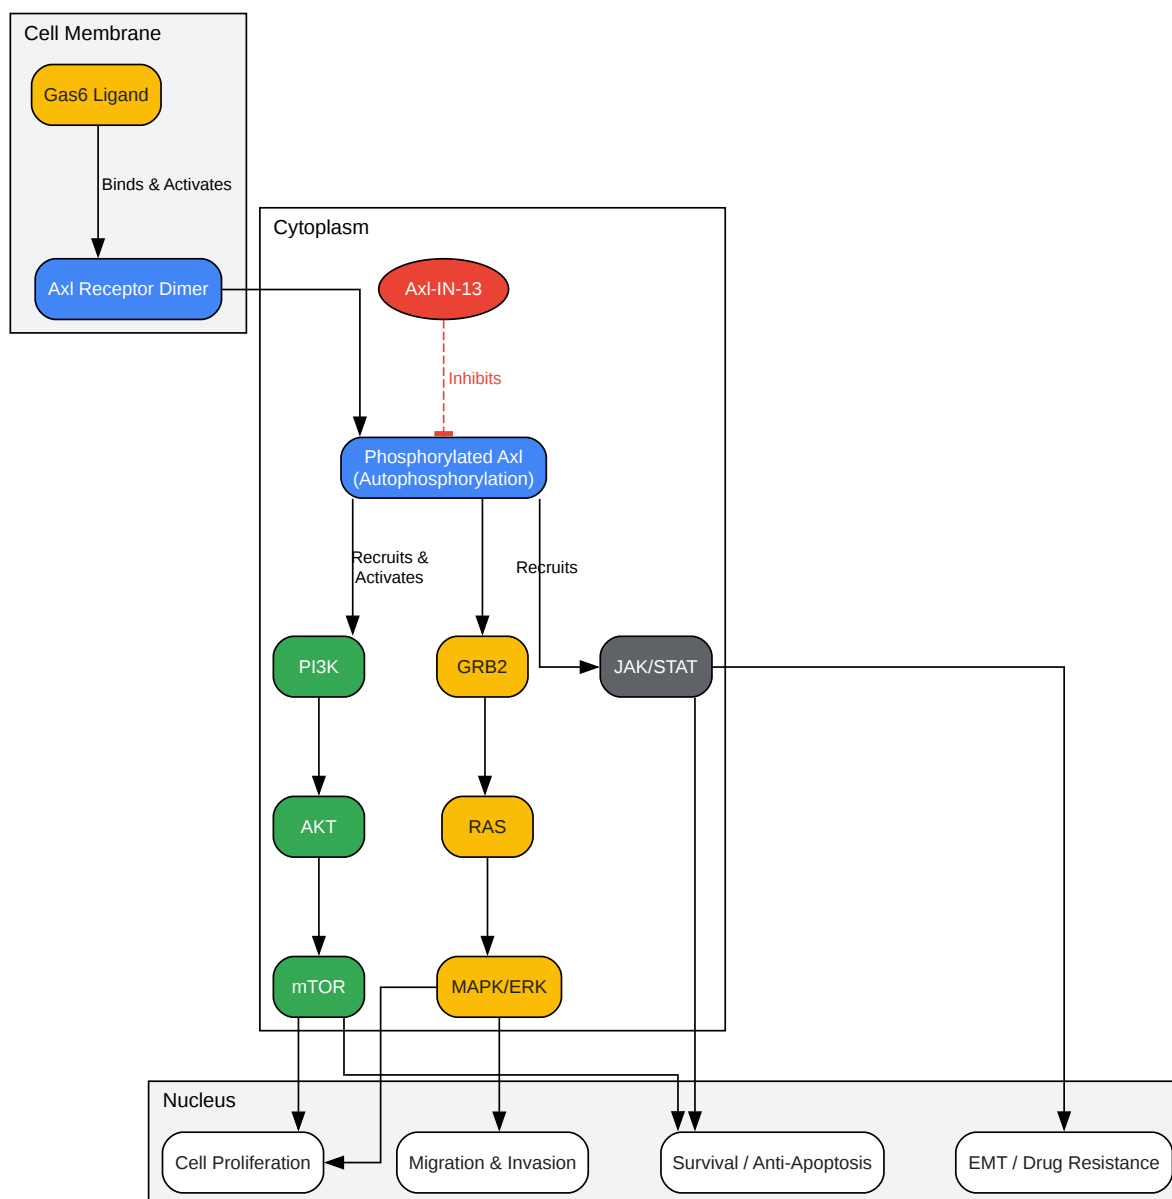 Cell Membrane
Gas6 Ligand
Binds & Activates
Axl Receptor Dimer
Cytoplasm
Axl-IN-13
Inhibits
Phosphorylated Axl
(Autophosphorylation)
Recruits &
Activates
Recruits
PI3K
GRB2
JAK/STAT
AKT
RAS
mTOR
MAPK/ERK
Nucleus
Cell Proliferation
Migration & Invasion
Survival / Anti-Apoptosis
EMT / Drug Resistance